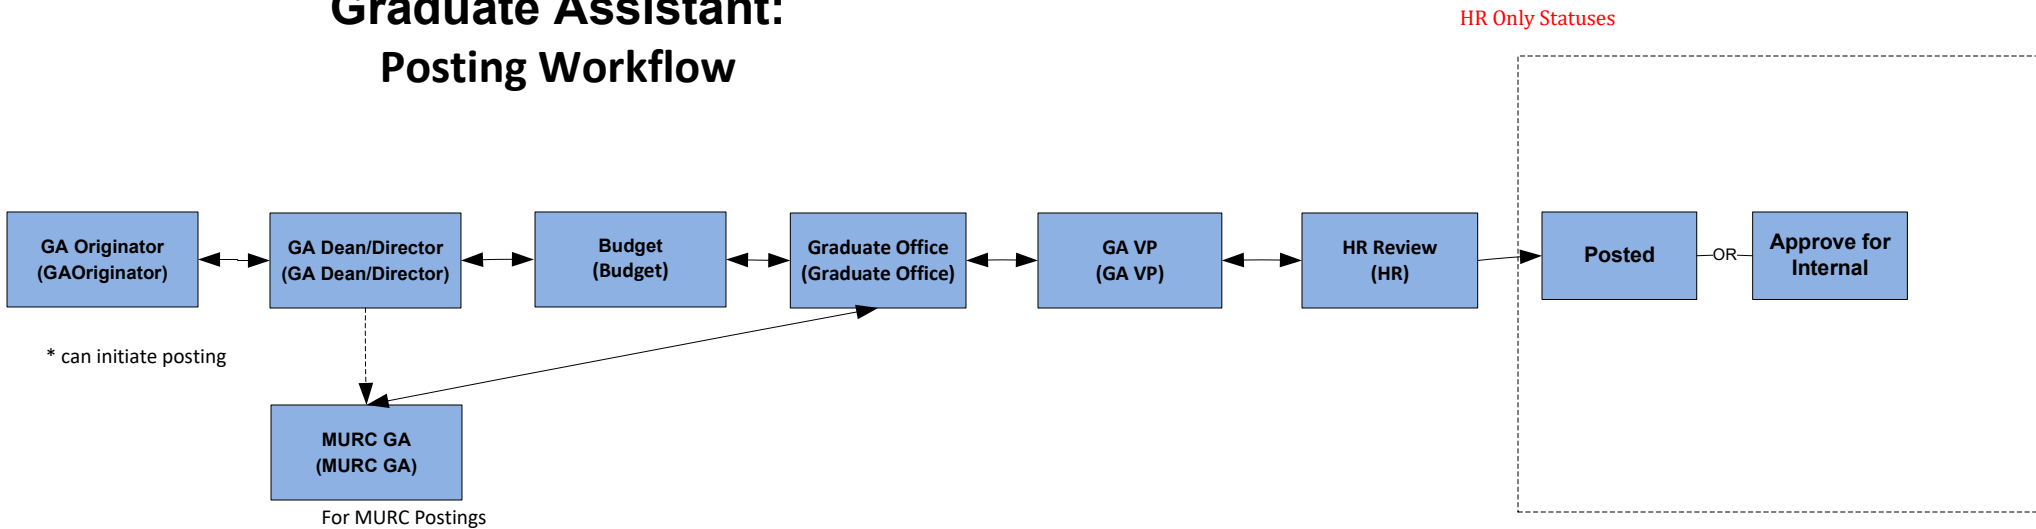 Graduate Assistant:
Posting Workflow
HR Only Statuses
GA Originator
(GAOriginator)
GA Dean/Director
(GA Dean/Director)
Budget
(Budget)
Graduate Office
(Graduate Office)
GA VP
(GA VP)
HR Review
(HR)
Posted
OR
Approve for
Internal
* can initiate posting
MURC GA
(MURC GA)
For MURC Postings